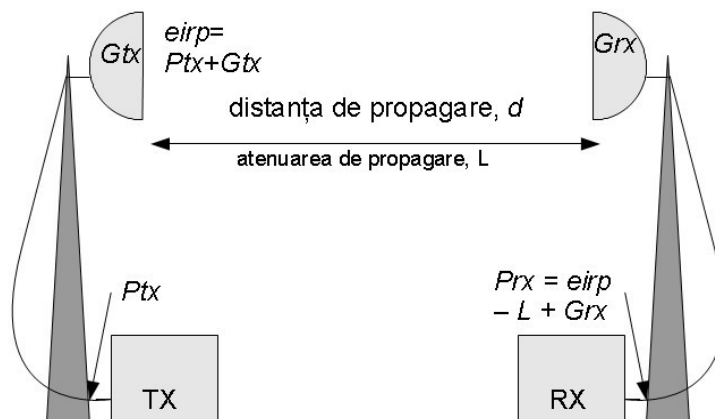 Gtx
eirp=
Ptx+Gtx
Grx
distanța de propagare, d
atenuarea de propagare, L
Ptx
Prx = eirp
– L + Grx
TX
RX